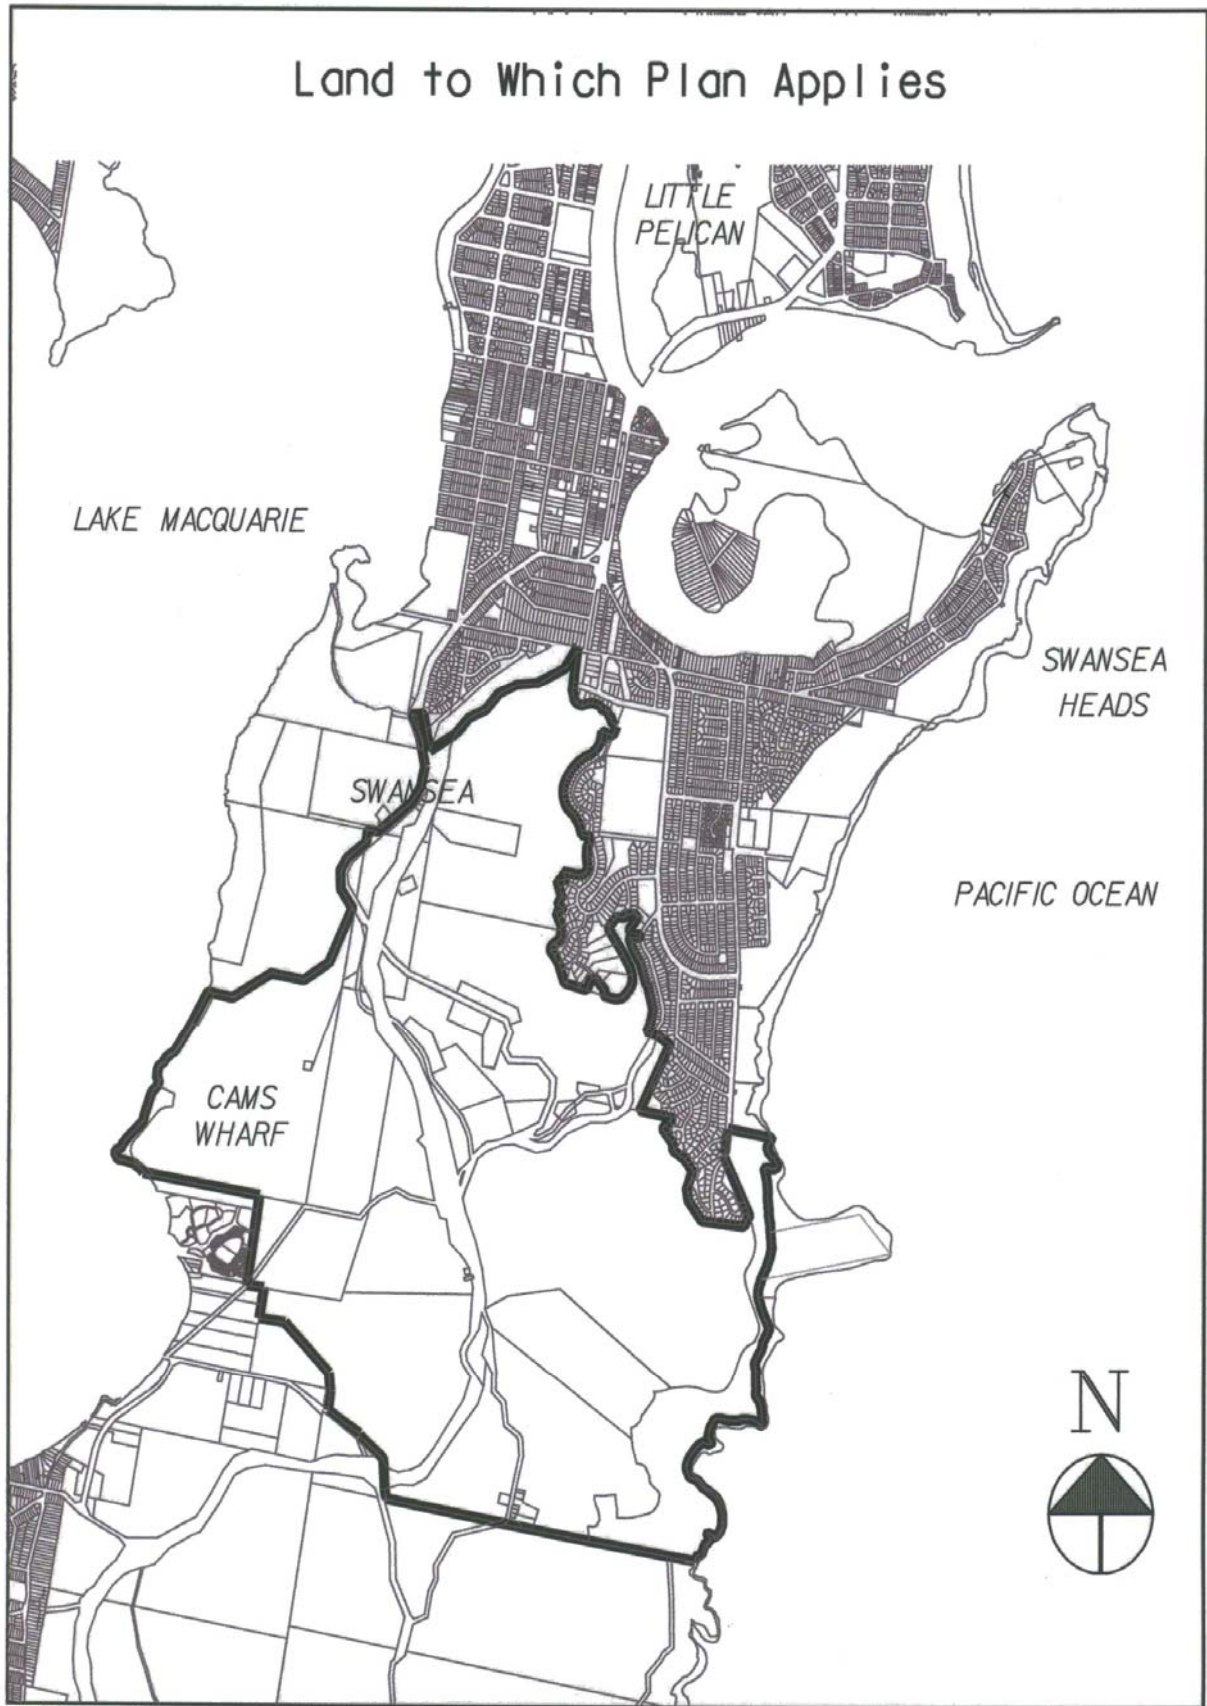 Land to Which Plan Applies
LITTLE
PELICAN
LAKE MACQUARIE
SWANSEA
HEADS
SWANSEA
PACIFIC OCEAN
CAMS
WHARF
N